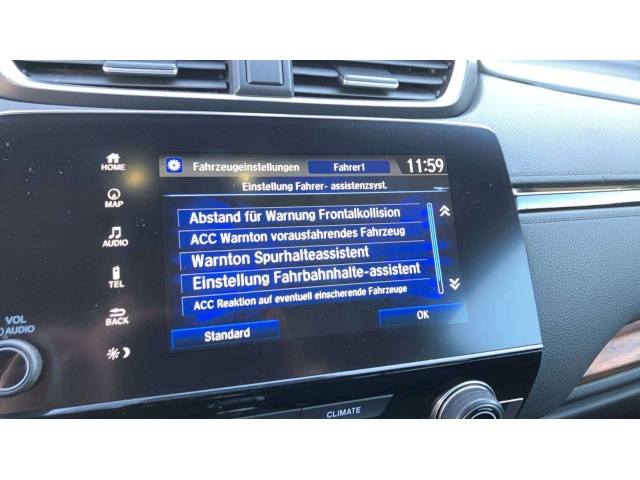 Fahrzeugeinstellungen Fahrer1 11:59
Einstellung Fahrer- assistenzsyst.
Abstand für Warnung Frontalkollision
ACC Warnton vorausfahrendes Fahrzeug
Warnton Spurhalteassistent
Einstellung Fahrbahnhalte-assistent
ACC Reaktion auf eventuell einscherende Fahrzeuge
Standard OK
HOME
MAP
AUDIO
TEL
BACK
VOL
AUDIO
CLIMATE